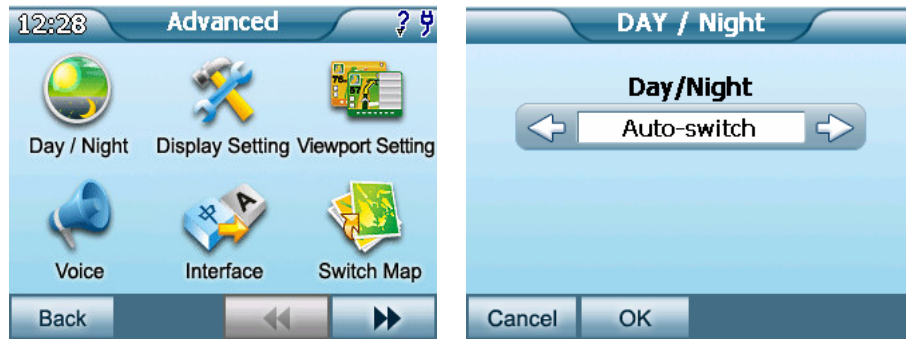 12:28 Advanced ?
Day / Night Display Setting Viewport Setting
中 A
Voice Interface Switch Map
Back
DAY / Night
Day/Night
Auto-switch
Cancel OK